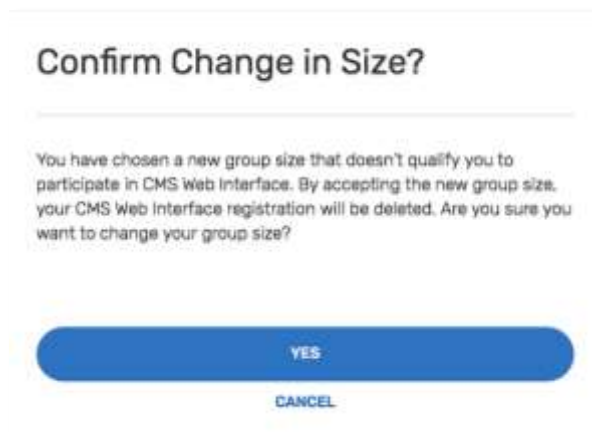 Confirm Change in Size?
You have chosen a new group size that doesn't qualify you to
participate in CMS Web Interface. By accepting the new group size,
your CMS Web Interface registration will be deleted. Are you sure you
want to change your group size?
YES
CANCEL